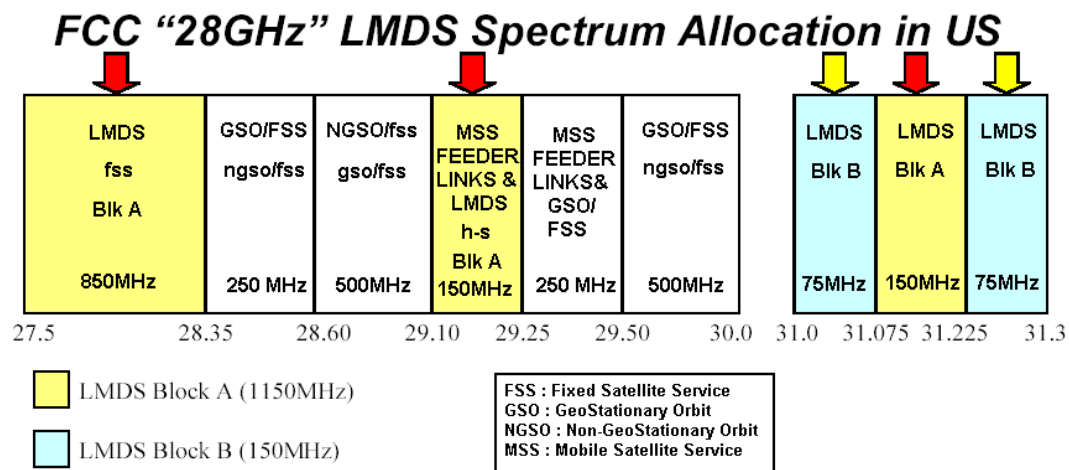 FCC “28GHz” LMDS Spectrum Allocation in US
LMDS
fss
Blk A
850MHz
GSO/FSS
ngso/fss
250 MHz
NGSO/fss
gso/fss
500MHz
MSS
FEEDER
LINKS &
LMDS
h-s
Blk A
150MHz
MSS
FEEDER
LINKS&
GSO/
FSS
250 MHz
GSO/FSS
ngso/fss
500MHz
LMDS
Blk B
75MHz
LMDS
Blk A
150MHz
LMDS
Blk B
75MHz
27.5 28.35 28.60 29.10 29.25 29.50 30.0 31.0 31.075 31.225 31.3
LMDS Block A (1150MHz)
LMDS Block B (150MHz)
FSS : Fixed Satellite Service
GSO : GeoStationary Orbit
NGSO : Non-GeoStationary Orbit
MSS : Mobile Satellite Service